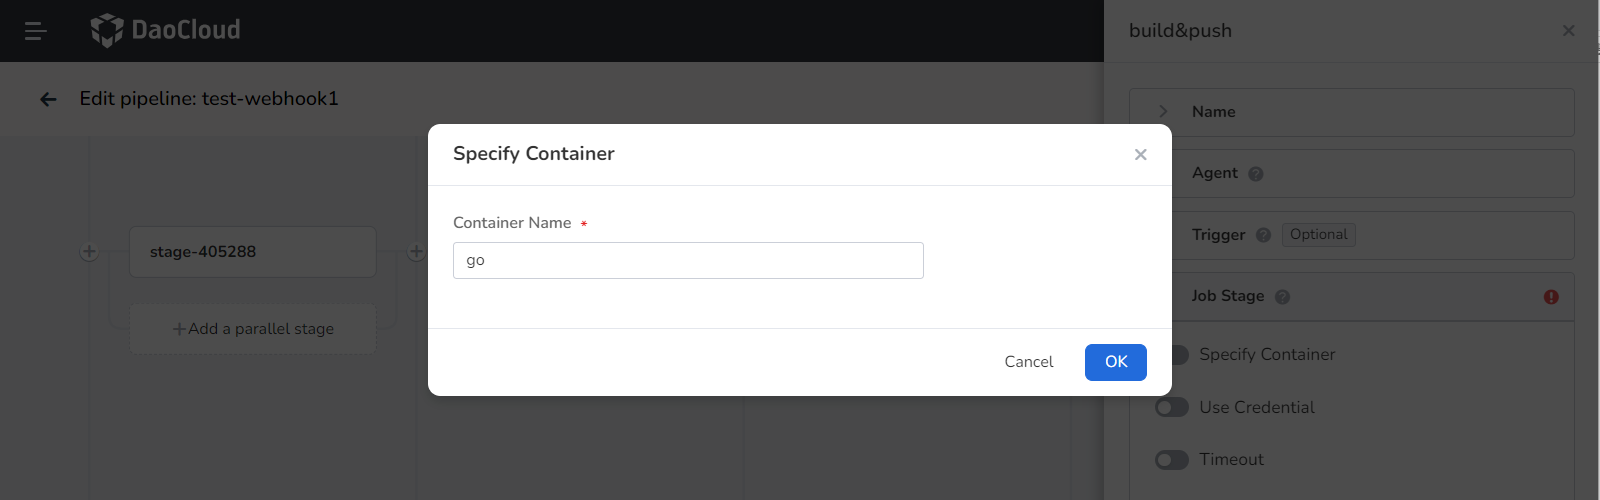 DaoCloud
build&push
Edit pipeline: test-webhook1
Name
Specify Container
Agent
Container Name *
Trigger Optional
go
stage-405288
Job Stage
Add a parallel stage
Specify Container
Cancel
OK
Use Credential
Timeout